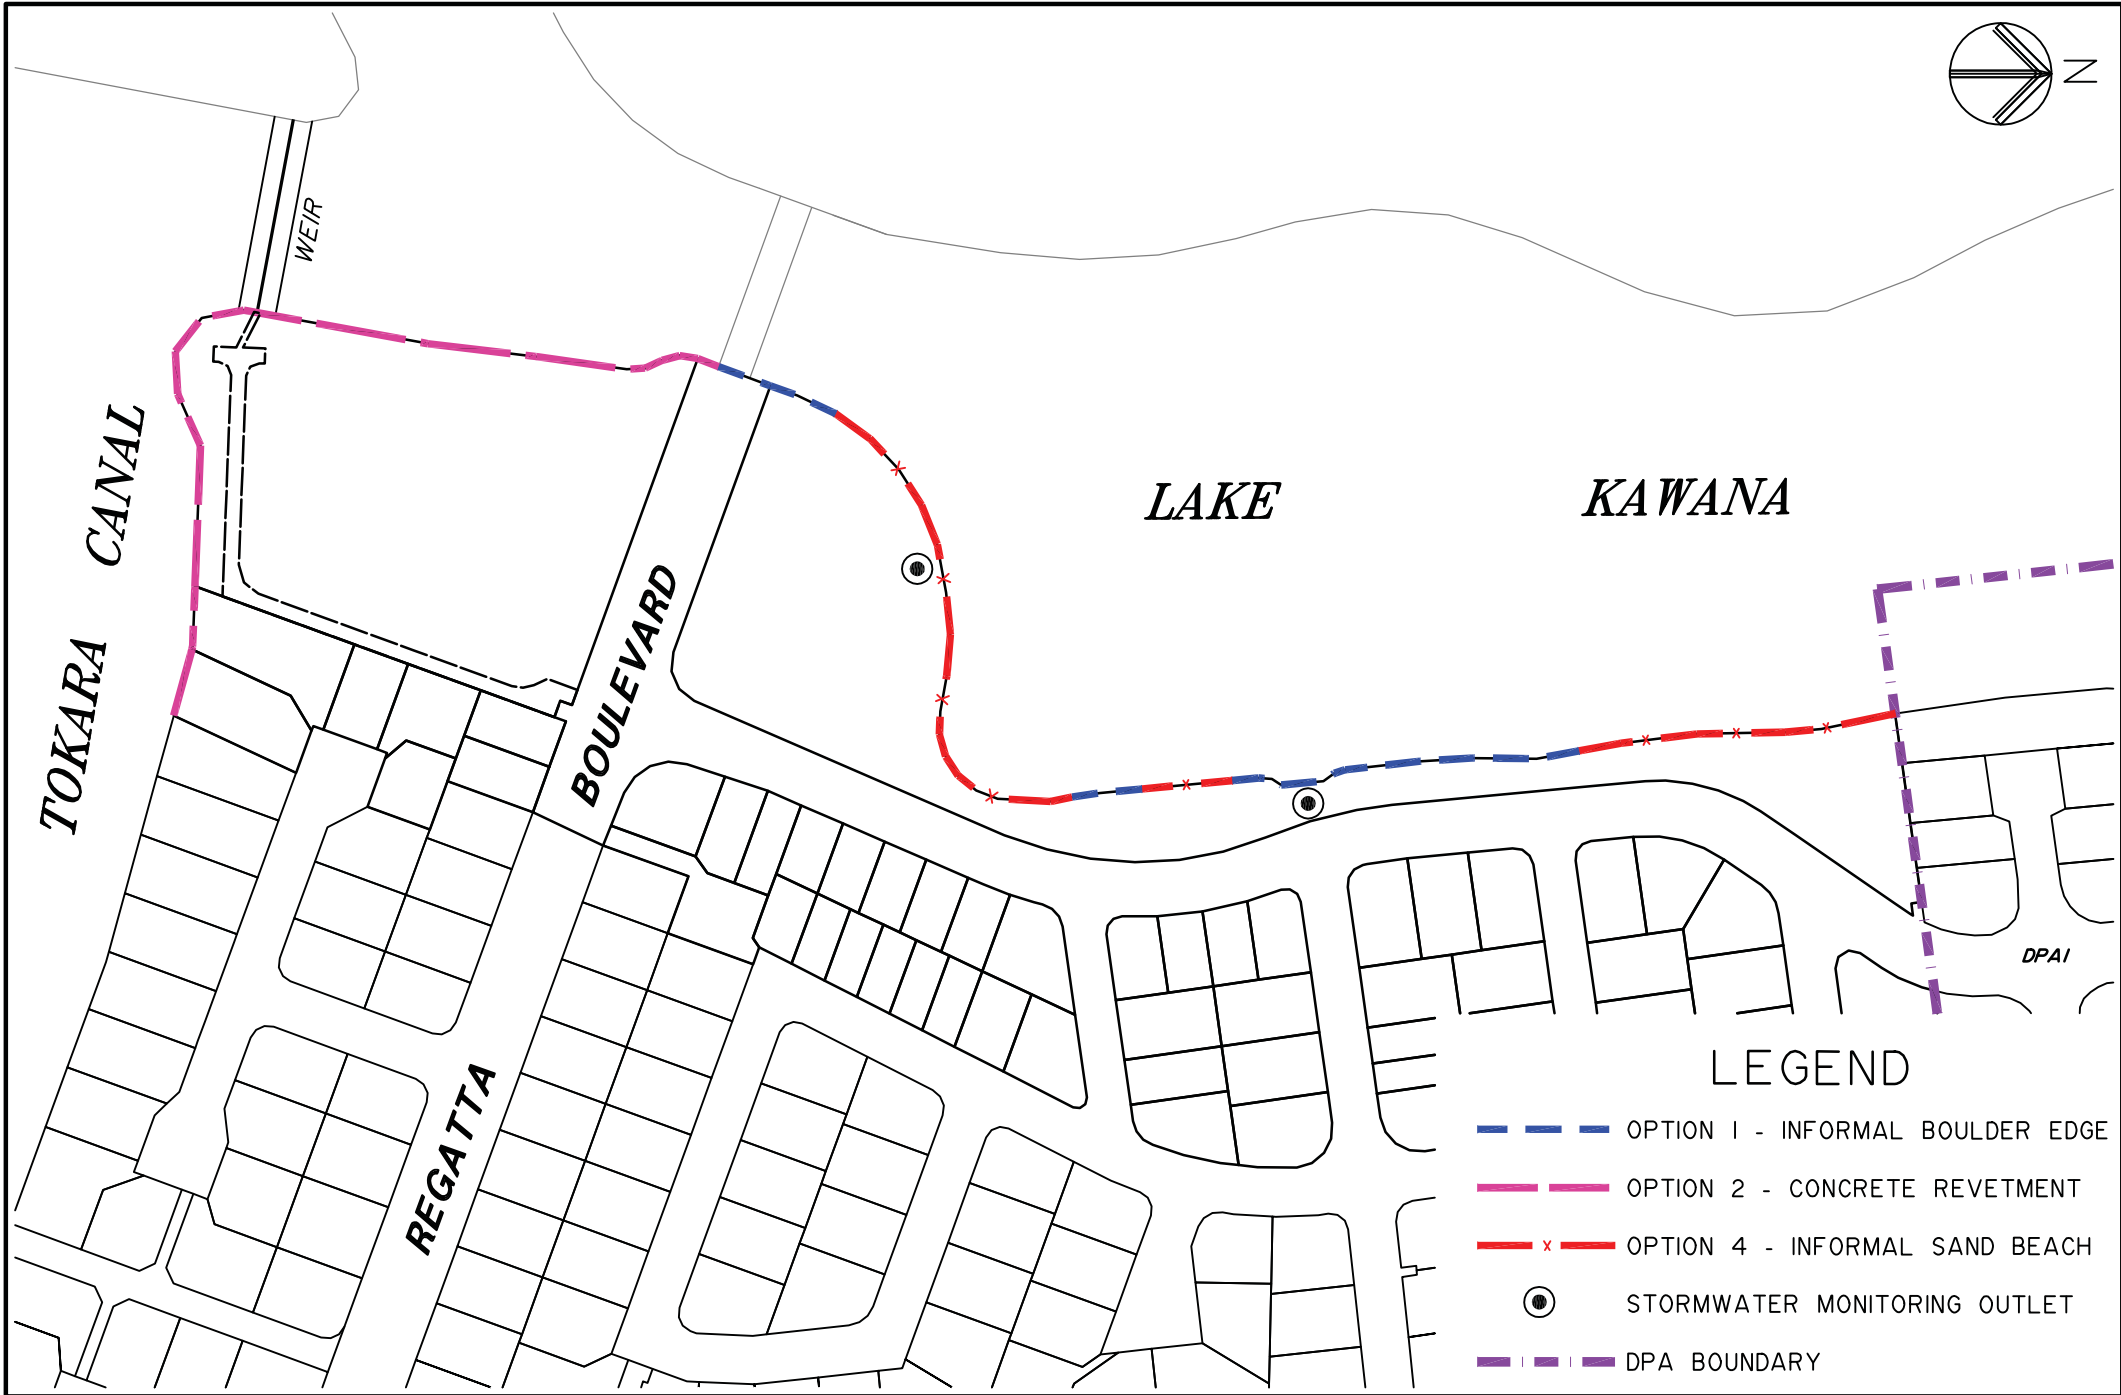 N
WEIR
TOKARA CANAL
LAKE KAWANA
REGATTA BOULEVARD
DPA1
LEGEND
OPTION 1 - INFORMAL BOULDER EDGE
OPTION 2 - CONCRETE REVETMENT
OPTION 4 - INFORMAL SAND BEACH
STORMWATER MONITORING OUTLET
DPA BOUNDARY